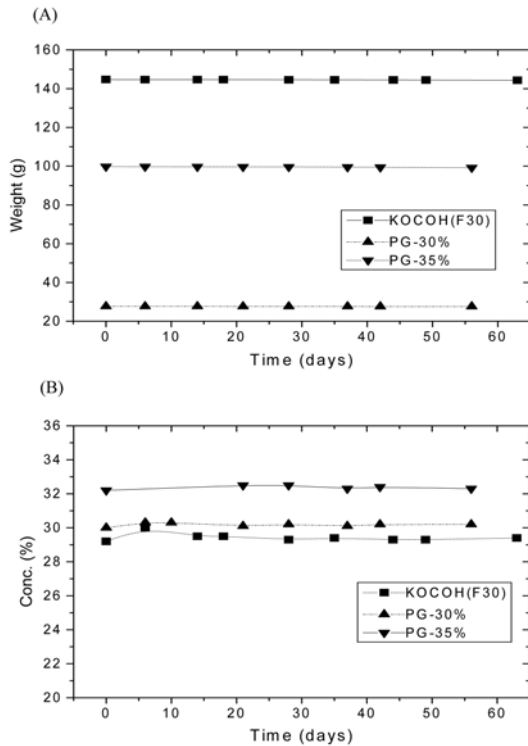 (A)
160
140
120
100
80
60
40
20
Weight (g)
KOCOH(F30)
PG-30%
PG-35%
0 10 20 30 40 50 60
Time (days)
(B)
36
34
32
30
28
26
24
22
20
Conc. (%)
KOCOH(F30)
PG-30%
PG-35%
0 10 20 30 40 50 60
Time (days)